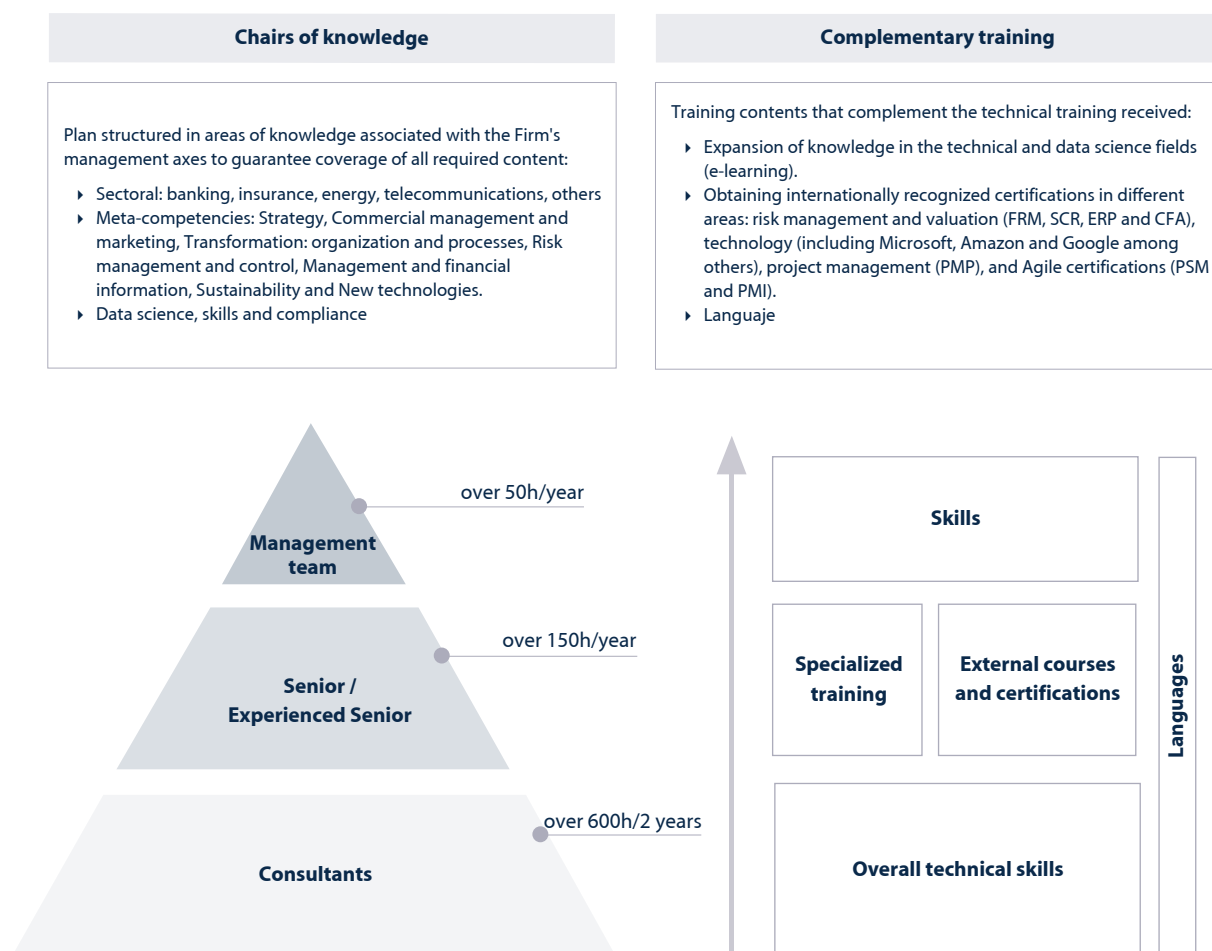 Chairs of knowledge
Complementary training
Plan structured in areas of knowledge associated with the Firm's
management axes to guarantee coverage of all required content:
Sectoral: banking, insurance, energy, telecommunications, others
Meta-competencies: Strategy, Commercial management and
marketing, Transformation: organization and processes, Risk
management and control, Management and financial
information, Sustainability and New technologies.
Data science, skills and compliance
Training contents that complement the technical training received:
Expansion of knowledge in the technical and data science fields
(e-learning).
Obtaining internationally recognized certifications in different
areas: risk management and valuation (FRM, SCR, ERP and CFA),
technology (including Microsoft, Amazon and Google among
others), project management (PMP), and Agile certifications (PSM
and PMI).
Languaje
over 50h/year
Management
team
over 150h/year
Senior /
Experienced Senior
over 600h/2 years
Consultants
Skills
Specialized
training
External courses
and certifications
Overall technical skills
Languages